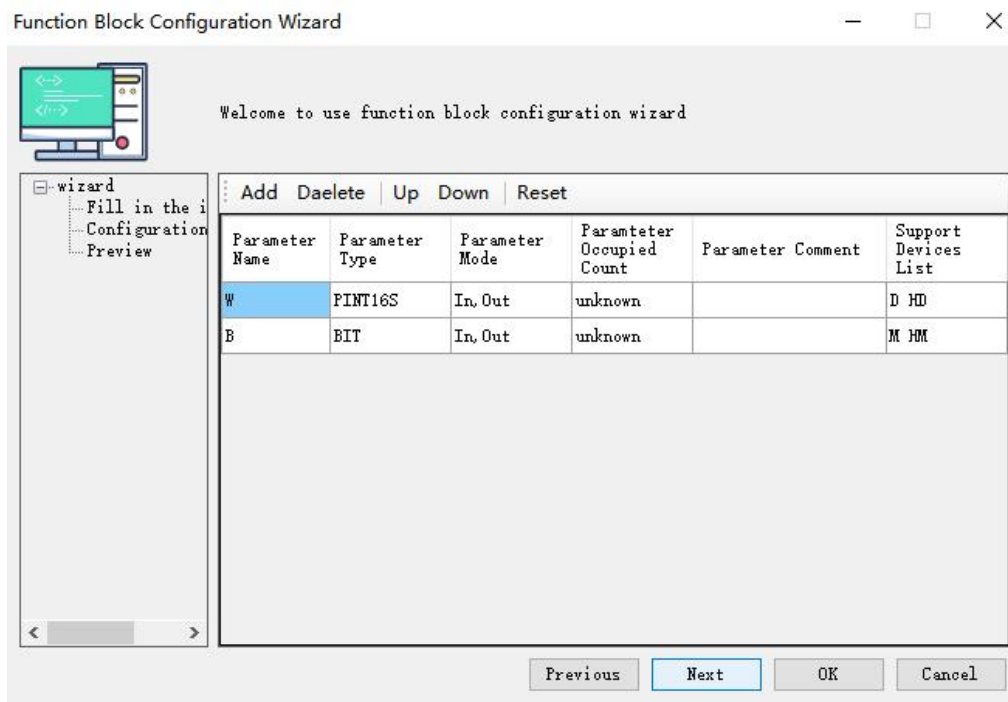 Function Block Configuration Wizard
Welcome to use function block configuration wizard
wizard
Fill in the i
Configuration
Preview
Add Daelete Up Down Reset
Parameter Name
Parameter Type
Parameter Mode
Paramteter Occupied Count
Parameter Comment
Support Devices List
W PINT16S In, Out unknown D HD
B BIT In, Out unknown M HM
Previous Next OK Cancel